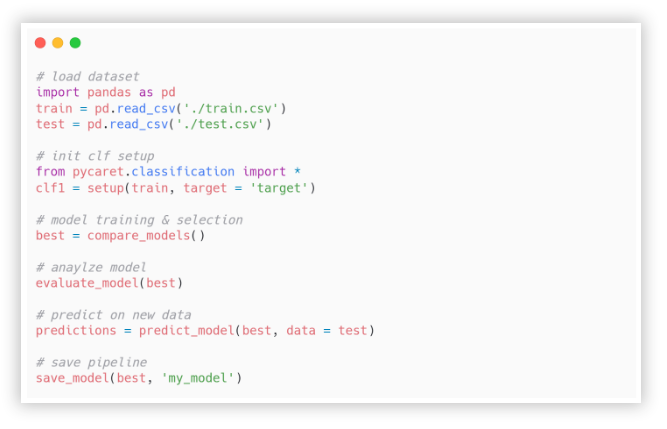 # load dataset
import pandas as pd
train = pd.read_csv('./train.csv')
test = pd.read_csv('./test.csv')
# init clf setup
from pycaret.classification import *
clf1 = setup(train, target = 'target')
# model training & selection
best = compare_models()
# anaylze model
evaluate_model(best)
# predict on new data
predictions = predict_model(best, data = test)
# save pipeline
save_model(best, 'my_model')